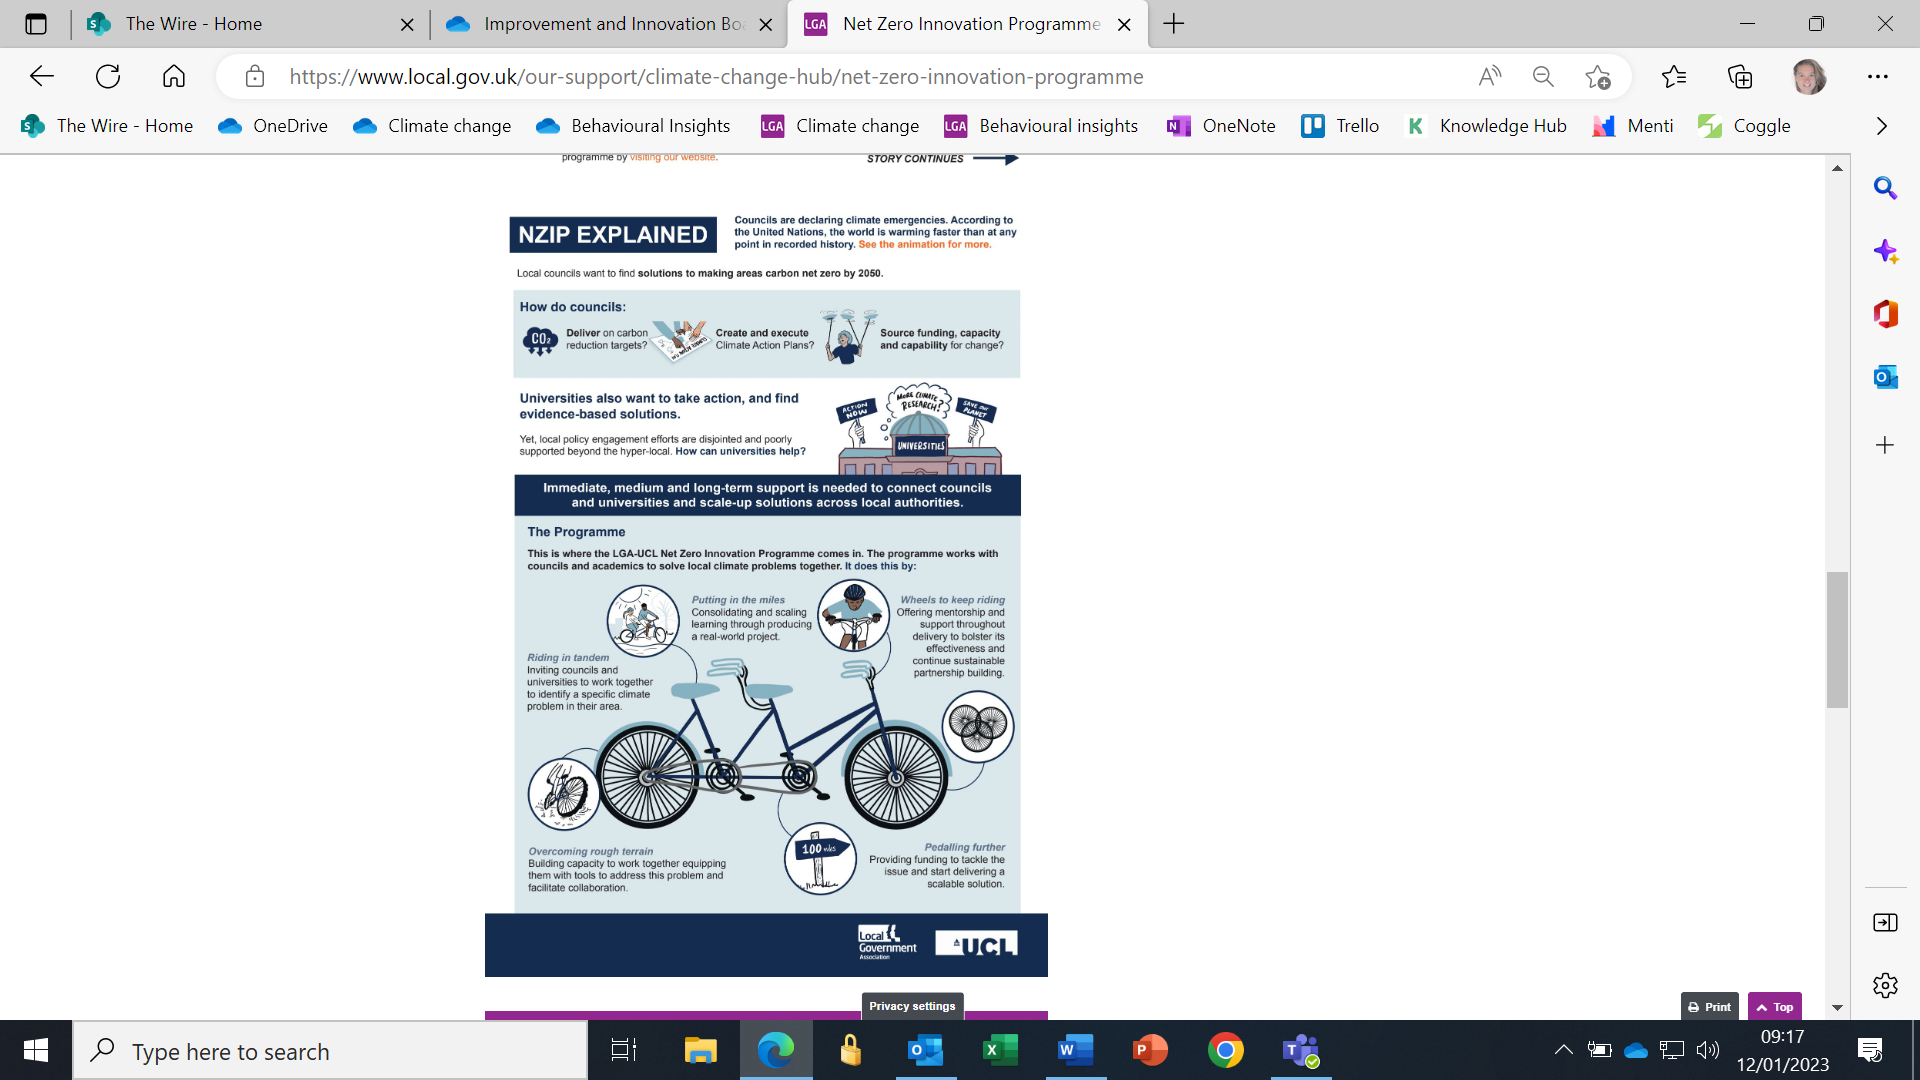 The Wire - Home
Improvement and Innovation Boa
LGA
Net Zero Innovation Programme
https://www.local.gov.uk/our-support/climate-change-hub/net-zero-innovation-programme
The Wire - Home
OneDrive
Climate change
Behavioural Insights
LGA
Climate change
LGA
Behavioural insights
OneNote
Trello
Knowledge Hub
Menti
Coggle
programme by visiting our website.
STORY CONTINUES
NZIP EXPLAINED
Councils are declaring climate emergencies. According to
the United Nations, the world is warming faster than at any
point in recorded history. See the animation for more.
Local councils want to find solutions to making areas carbon net zero by 2050.
How do councils:
CO₂
Deliver on carbon
reduction targets?
Create and execute
Climate Action Plans?
Source funding, capacity
and capability for change?
Universities also want to take action, and find
evidence-based solutions.
Yet, local policy engagement efforts are disjointed and poorly
supported beyond the hyper-local. How can universities help?
ACTION
NOW
MORE CLIMATE
RESEARCH?
SAVE OUR
PLANET
UNIVERSITIES
Immediate, medium and long-term support is needed to connect councils
and universities and scale-up solutions across local authorities.
The Programme
This is where the LGA-UCL Net Zero Innovation Programme comes in. The programme works with
councils and academics to solve local climate problems together. It does this by:
Putting in the miles
Consolidating and scaling
learning through producing
a real-world project.
Wheels to keep riding
Offering mentorship and
support throughout
delivery to bolster its
effectiveness and
continue sustainable
partnership building.
Riding in tandem
Inviting councils and
universities to work together
to identify a specific climate
problem in their area.
100 miles
Overcoming rough terrain
Building capacity to work together equipping
them with tools to address this problem and
facilitate collaboration.
Pedalling further
Providing funding to tackle the
issue and start delivering a
scalable solution.
Local
Government
Association
UCL
Privacy settings
Print
Top
Type here to search
09:17
12/01/2023